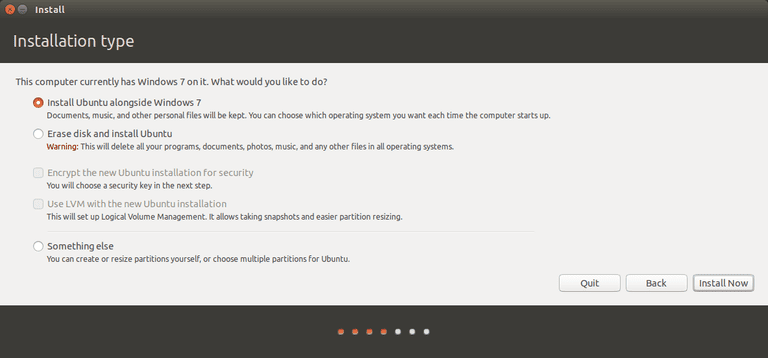 Install
Installation type
This computer currently has Windows 7 on it. What would you like to do?
Install Ubuntu alongside Windows 7
Documents, music, and other personal files will be kept. You can choose which operating system you want each time the computer starts up.
Erase disk and install Ubuntu
Warning: This will delete all your programs, documents, photos, music, and any other files in all operating systems.
Encrypt the new Ubuntu installation for security
You will choose a security key in the next step.
Use LVM with the new Ubuntu installation
This will set up Logical Volume Management. It allows taking snapshots and easier partition resizing.
Something else
You can create or resize partitions yourself, or choose multiple partitions for Ubuntu.
Quit Back Install Now